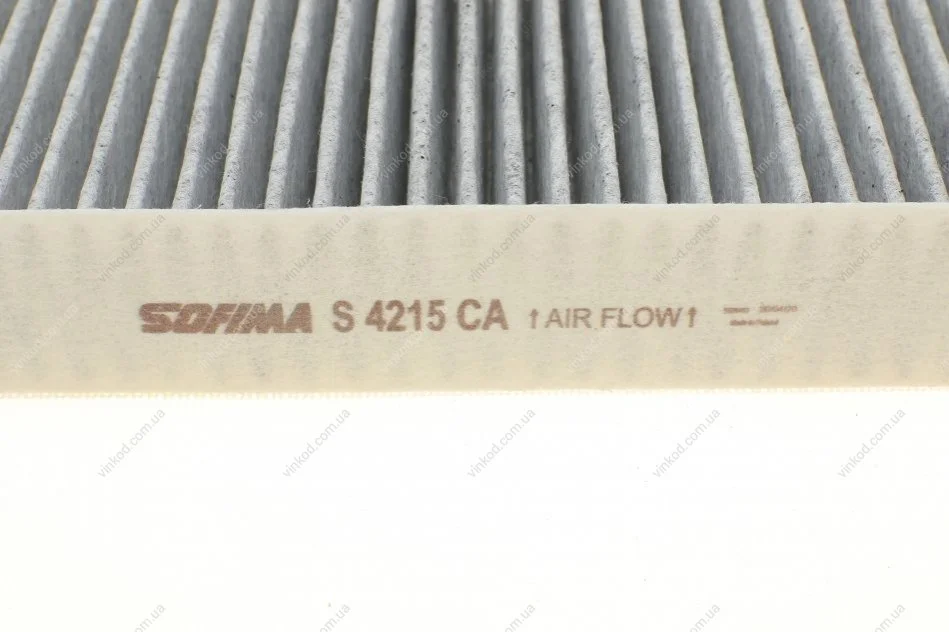 SOFIMA S 4215 CA ↑AIR FLOW↑
vinkod.com.ua